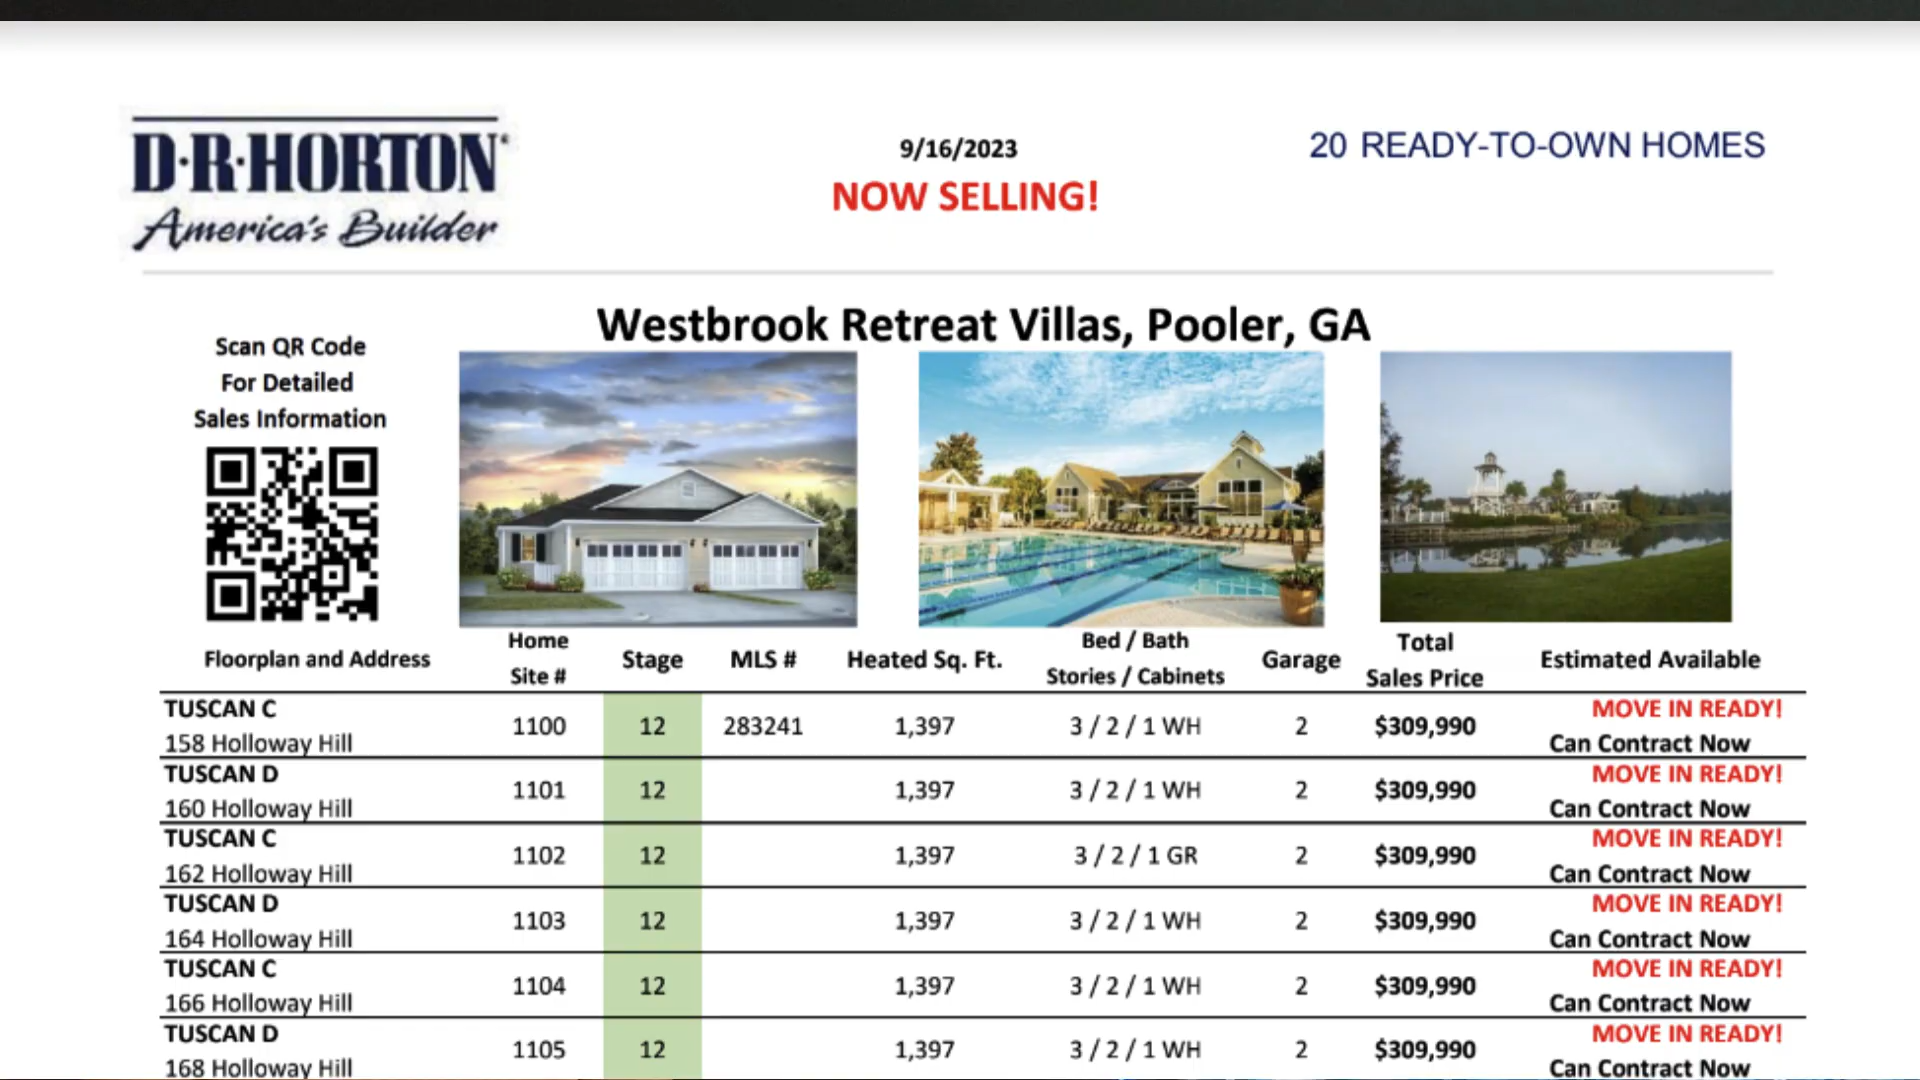 D·R·HORTON
America's Builder
9/16/2023
NOW SELLING!
20 READY-TO-OWN HOMES
Westbrook Retreat Villas, Pooler, GA
Scan QR Code
For Detailed
Sales Information
Floorplan and Address Home Site # Stage MLS # Heated Sq. Ft. Bed / Bath Stories / Cabinets Garage Total Sales Price Estimated Available
TUSCAN C MOVE IN READY!
158 Holloway Hill 1100 12 283241 1,397 3 / 2 / 1 WH 2 $309,990 Can Contract Now
TUSCAN D MOVE IN READY!
160 Holloway Hill 1101 12 1,397 3 / 2 / 1 WH 2 $309,990 Can Contract Now
TUSCAN C MOVE IN READY!
162 Holloway Hill 1102 12 1,397 3 / 2 / 1 GR 2 $309,990 Can Contract Now
TUSCAN D MOVE IN READY!
164 Holloway Hill 1103 12 1,397 3 / 2 / 1 WH 2 $309,990 Can Contract Now
TUSCAN C MOVE IN READY!
166 Holloway Hill 1104 12 1,397 3 / 2 / 1 WH 2 $309,990 Can Contract Now
TUSCAN D MOVE IN READY!
168 Holloway Hill 1105 12 1,397 3 / 2 / 1 WH 2 $309,990 Can Contract Now